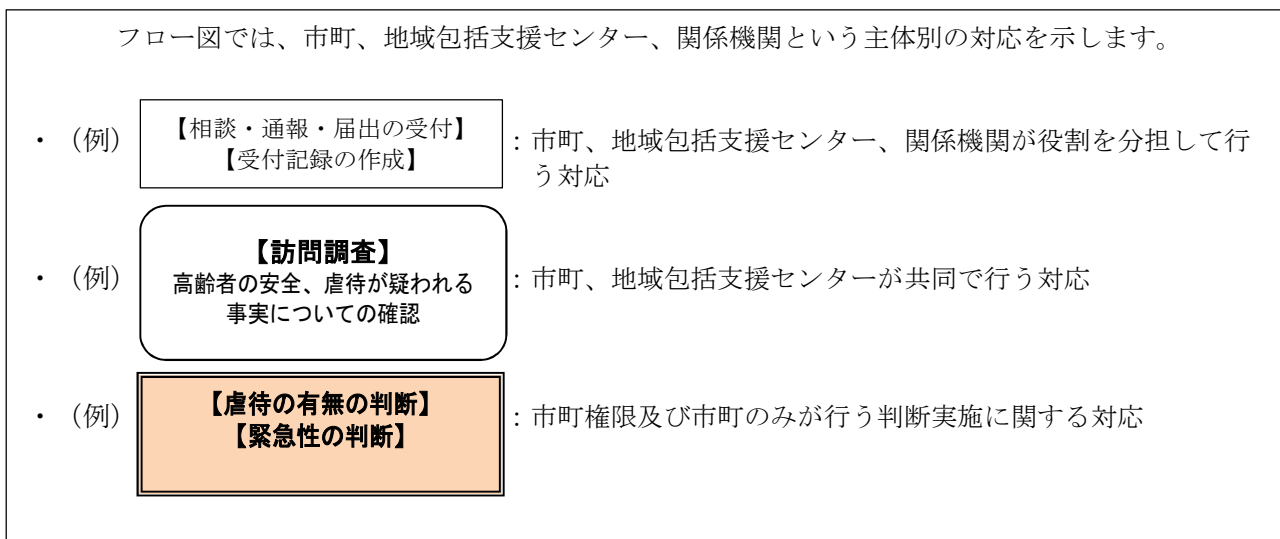 フロー図では、市町、地域包括支援センター、関係機関という主体別の対応を示します。
・（例）
【相談・通報・届出の受付】
【受付記録の作成】
：市町、地域包括支援センター、関係機関が役割を分担して行
う対応
・（例）
【訪問調査】
高齢者の安全、虐待が疑われる
事実についての確認
：市町、地域包括支援センターが共同で行う対応
・（例）
【虐待の有無の判断】
【緊急性の判断】
：市町権限及び市町のみが行う判断実施に関する対応